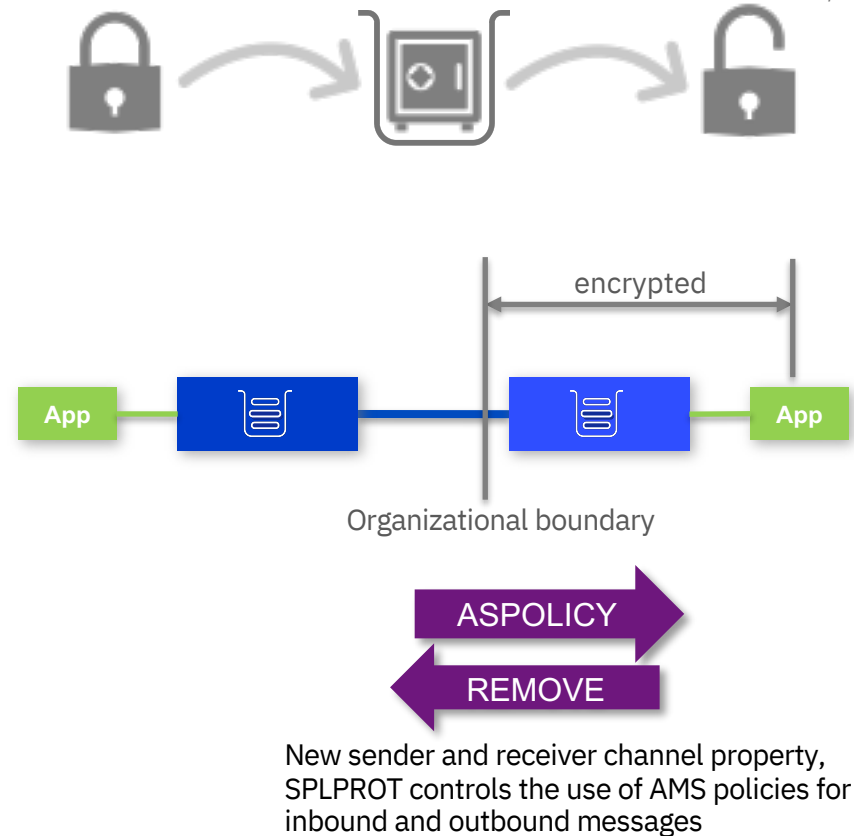 encrypted
App
App
Organizational boundary
ASPOLICY
REMOVE
New sender and receiver channel property,
SPLPROT controls the use of AMS policies for
inbound and outbound messages